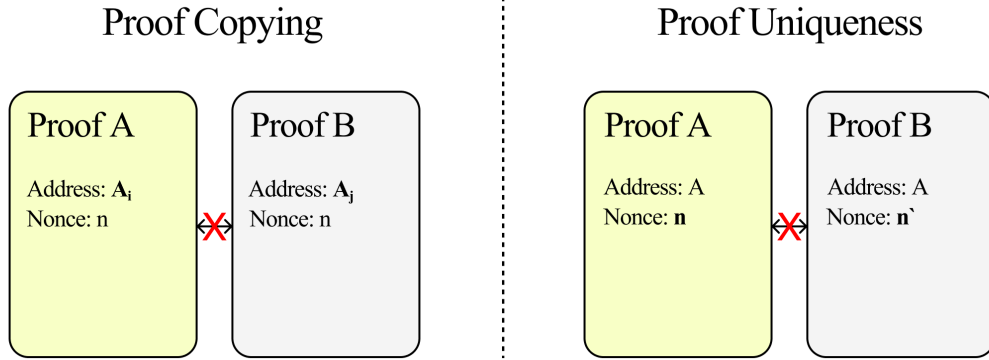 Proof Copying
Proof A
Address: Aᵢ
Nonce: n
X
Proof B
Address: Aⱼ
Nonce: n
Proof Uniqueness
Proof A
Address: A
Nonce: n
X
Proof B
Address: A
Nonce: n`